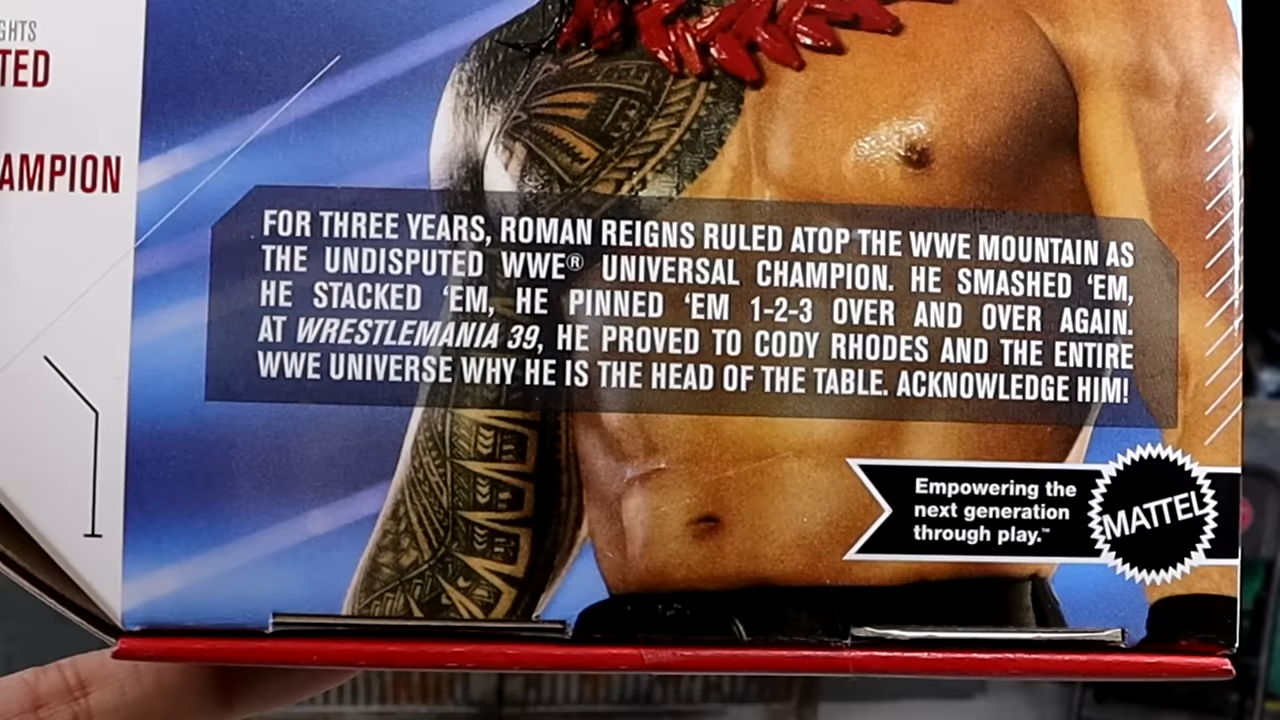 GHTS
TED
AMPION
FOR THREE YEARS, ROMAN REIGNS RULED ATOP THE WWE MOUNTAIN AS
THE UNDISPUTED WWE® UNIVERSAL CHAMPION. HE SMASHED ‘EM,
HE STACKED ‘EM, HE PINNED ‘EM 1-2-3 OVER AND OVER AGAIN.
AT WRESTLEMANIA 39, HE PROVED TO CODY RHODES AND THE ENTIRE
WWE UNIVERSE WHY HE IS THE HEAD OF THE TABLE. ACKNOWLEDGE HIM!
Empowering the
next generation
through play.™
MATTEL